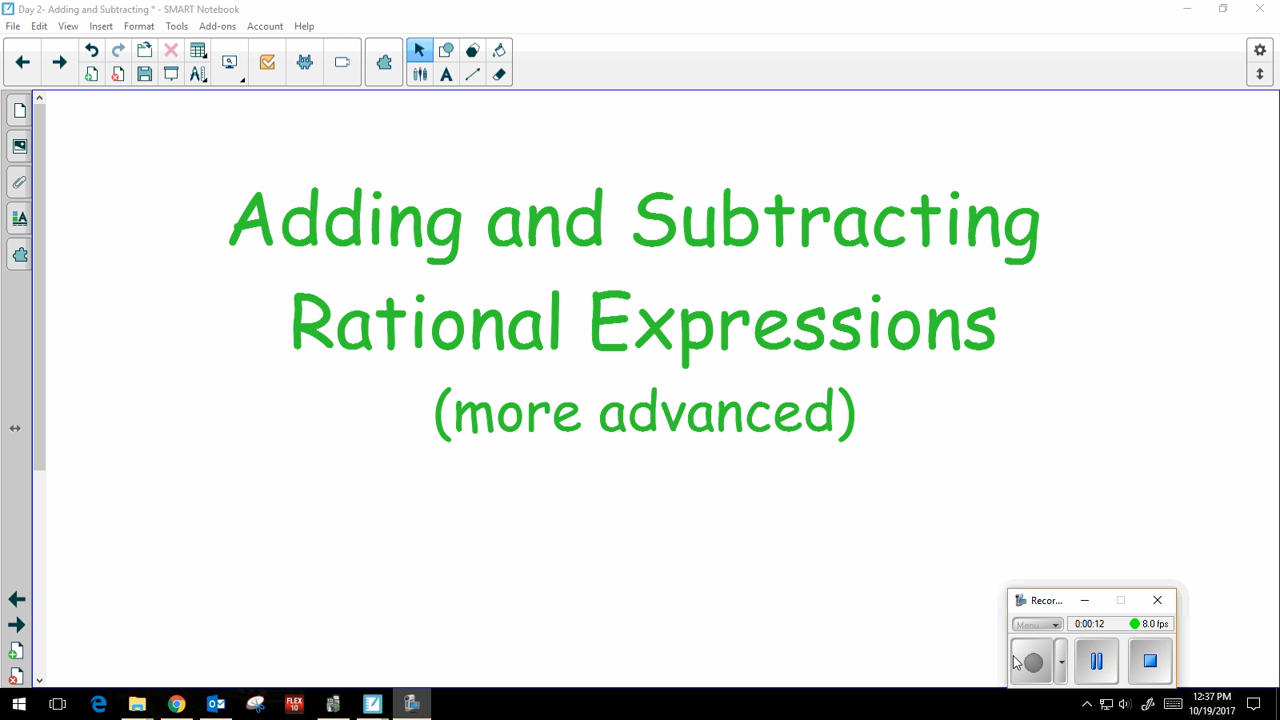 Day 2- Adding and Subtracting * - SMART Notebook
File Edit View Insert Format Tools Add-ons Account Help
Adding and Subtracting
Rational Expressions
(more advanced)
Recor...
Menu 0:00:12 8.0 fps
FLEX
10
12:37 PM
10/19/2017